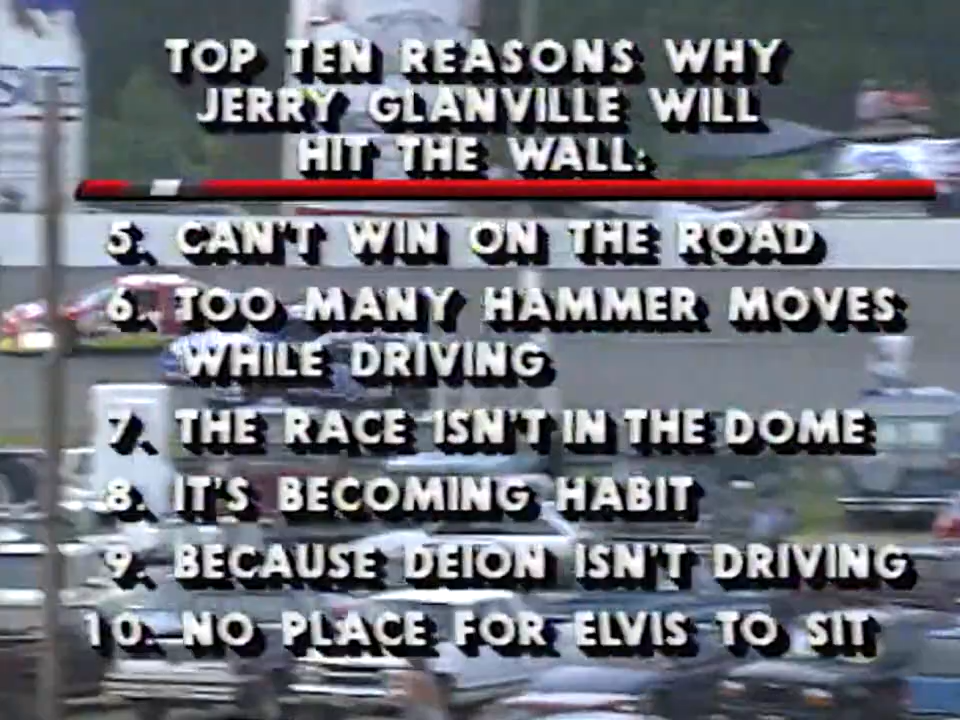 TOP TEN REASONS WHY
JERRY GLANVILLE WILL
HIT THE WALL:
5. CAN'T WIN ON THE ROAD
6. TOO MANY HAMMER MOVES
WHILE DRIVING
7. THE RACE ISN'T IN THE DOME
8. IT'S BECOMING HABIT
9. BECAUSE DEION ISN'T DRIVING
10. NO PLACE FOR ELVIS TO SIT